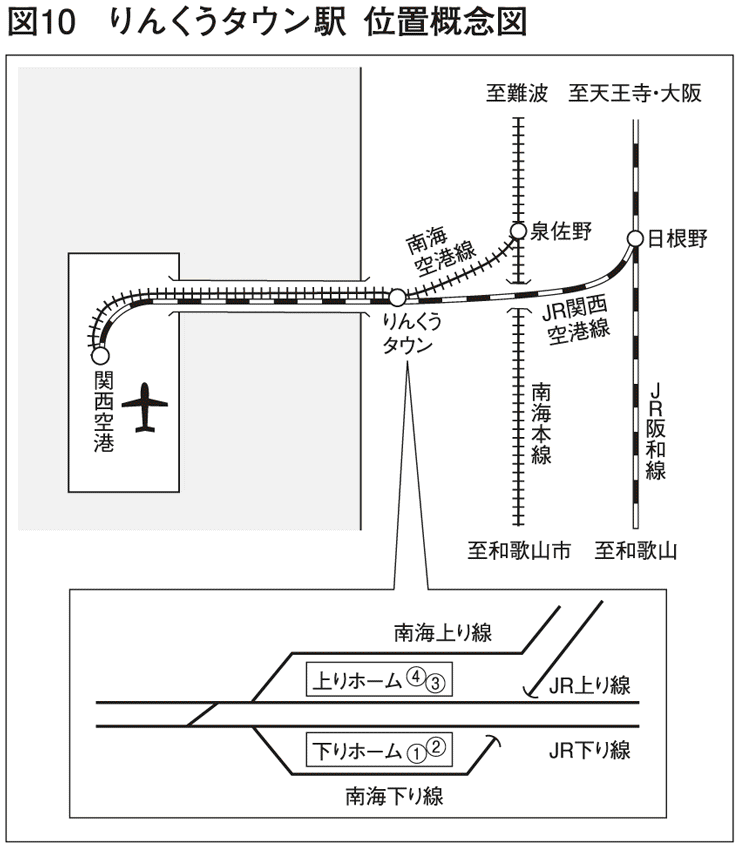 図10 りんくうタウン駅 位置概念図
至難波
至天王寺・大阪
南海
空港線
泉佐野
日根野
りんくう
タウン
JR関西
空港線
関西空港
南海本線
JR阪和線
至和歌山市
至和歌山
南海上り線
上りホーム④③
JR上り線
下りホーム①②
JR下り線
南海下り線